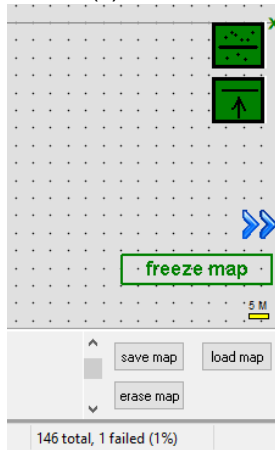 freeze map
5 M
save map load map
erase map
146 total, 1 failed (1%)